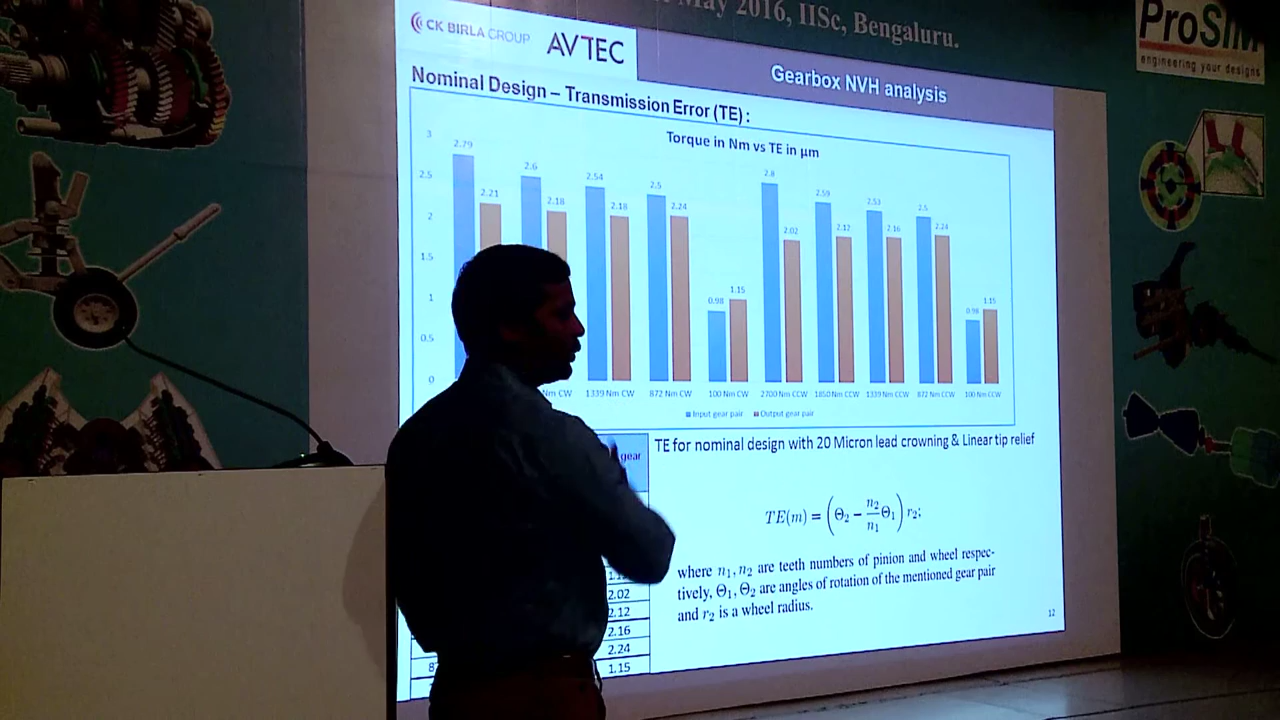 May 2016, IISc, Bengaluru.
ProSIM
engineering your designs
CK BIRLA GROUP
AVTEC
Gearbox NVH analysis
Nominal Design – Transmission Error (TE) :
Torque in Nm vs TE in µm
3
2.5
2
1.5
1
0.5
0
2.79
2.21
2.6
2.18
2.54
2.18
2.5
2.24
0.98
1.15
2.8
2.02
2.59
2.12
2.53
2.16
2.5
2.24
0.98
1.15
Nm CW
1339 Nm CW
872 Nm CW
100 Nm CW
2700 Nm CCW
1850 Nm CCW
1339 Nm CCW
872 Nm CCW
100 Nm CCW
Input gear pair
Output gear pair
gear
2.02
2.12
2.16
2.24
8
1.15
TE for nominal design with 20 Micron lead crowning & Linear tip relief
TE(m) = (Θ₂ − n₂/n₁ Θ₁) r₂;
where n₁, n₂ are teeth numbers of pinion and wheel respec-
tively, Θ₁, Θ₂ are angles of rotation of the mentioned gear pair
and r₂ is a wheel radius.
12